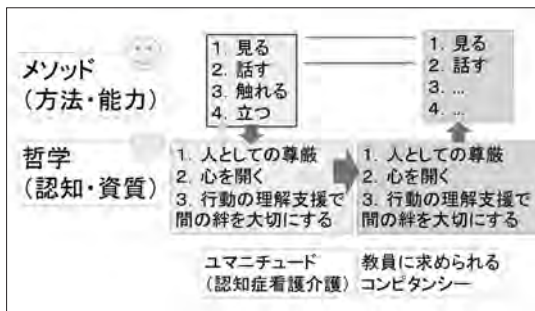 メソッド
(方法・能力)
1. 見る
2. 話す
3. 触れる
4. 立つ
1. 見る
2. 話す
3. ...
4. ...
哲学
(認知・資質)
1. 人としての尊厳
2. 心を開く
3. 行動の理解支援で
間の絆を大切にする
1. 人としての尊厳
2. 心を開く
3. 行動の理解支援で
間の絆を大切にする
ユマニチュード
(認知症看護介護)
教員に求められる
コンピタンシー